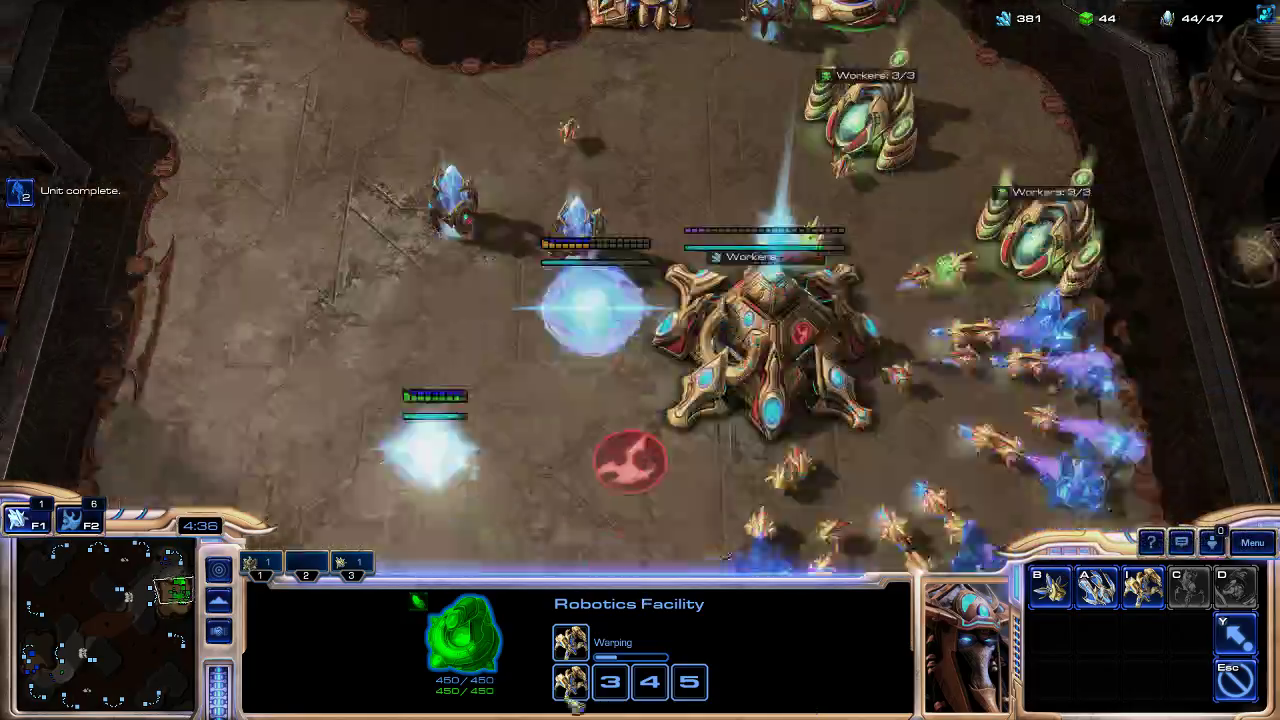 381 44 44/47
Workers: 3/3
Workers: 3/3
2 Unit complete.
Workers
1 6
F1 F2
4:36
0
? Menu
1 1
1 2 3
Robotics Facility
Warping
450/450
450/450
3 4 5
B A C D
Y
Esc